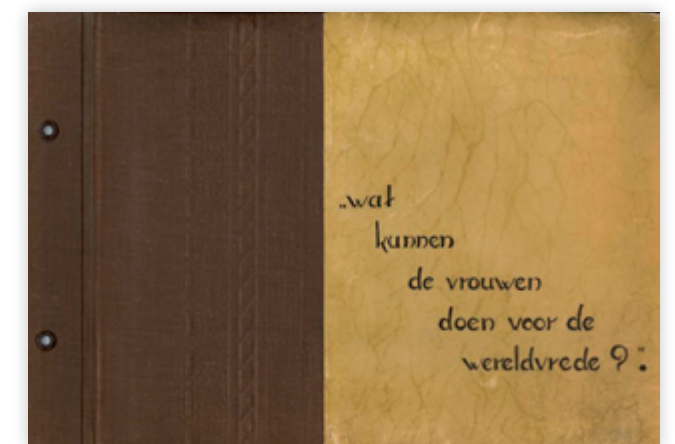 „wat
kunnen
de vrouwen
doen voor de
wereldvrede ?".